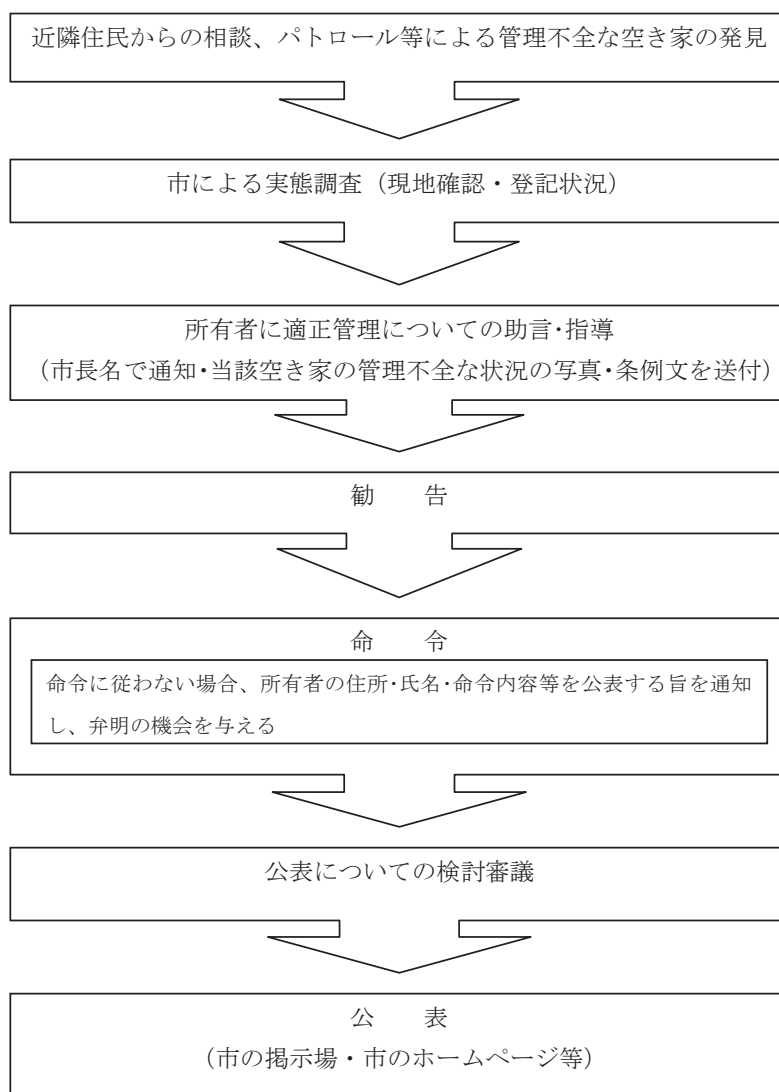 近隣住民からの相談、パトロール等による管理不全な空き家の発見
市による実態調査（現地確認・登記状況）
所有者に適正管理についての助言･指導
（市長名で通知･当該空き家の管理不全な状況の写真･条例文を送付）
勧　　告
命　　令
命令に従わない場合、所有者の住所･氏名･命令内容等を公表する旨を通知
し、弁明の機会を与える
公表についての検討審議
公　　表
（市の掲示場・市のホームページ等）